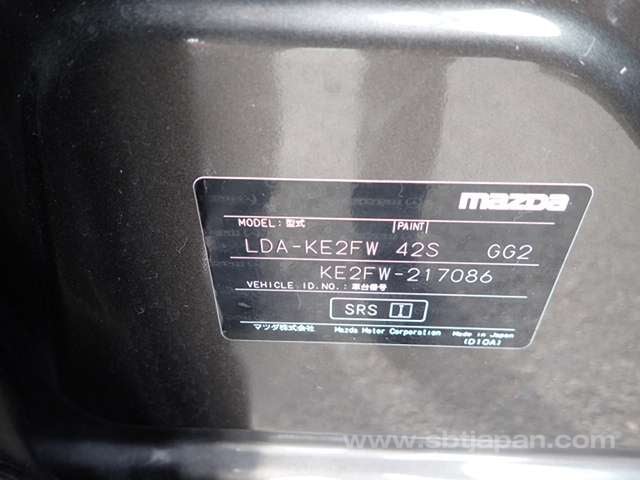 mazda
MODEL: 型式 PAINT
LDA-KE2FW 42S GG2
KE2FW-217086
VEHICLE ID.NO.: 車台番号
SRS
マツダ株式会社 Mazda Motor Corporation Made in Japan
(D10A)
www.sbtjapan.com